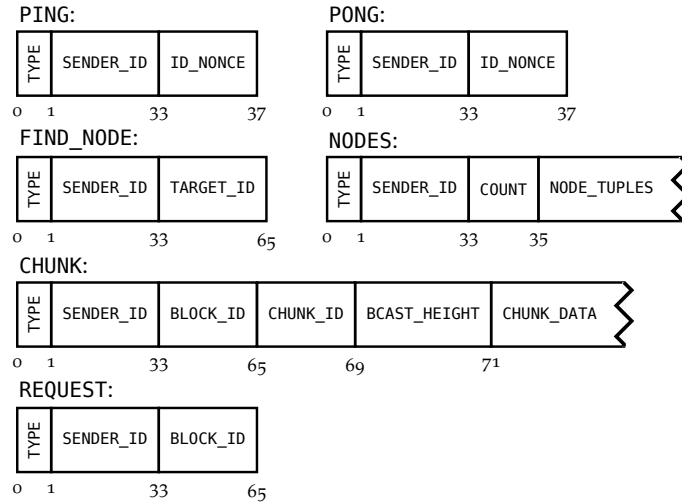 PING: PONG:
TYPE SENDER_ID ID_NONCE TYPE SENDER_ID ID_NONCE
0 1 33 37 0 1 33 37
FIND_NODE: NODES:
TYPE SENDER_ID TARGET_ID TYPE SENDER_ID COUNT NODE_TUPLES
0 1 33 65 0 1 33 35
CHUNK:
TYPE SENDER_ID BLOCK_ID CHUNK_ID BCAST_HEIGHT CHUNK_DATA
0 1 33 65 69 71
REQUEST:
TYPE SENDER_ID BLOCK_ID
0 1 33 65